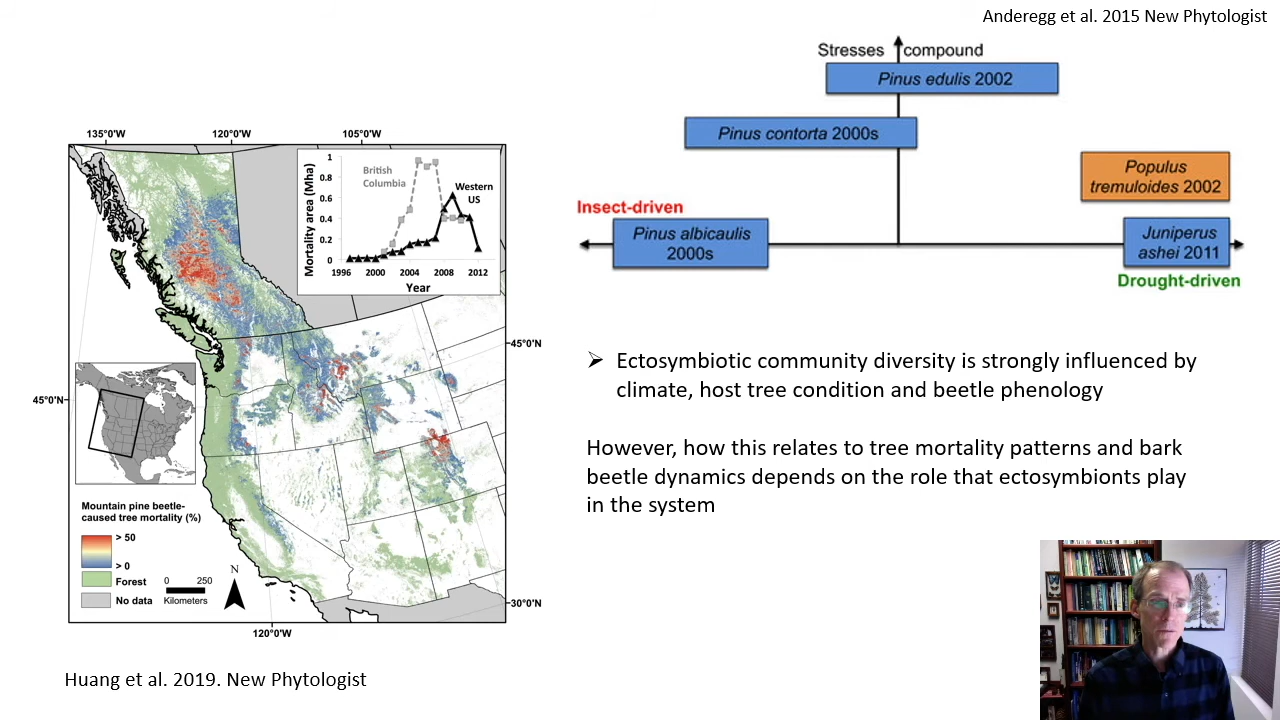 Anderegg et al. 2015 New Phytologist
Stresses compound
Pinus edulis 2002
Pinus contorta 2000s
Populus
tremuloides 2002
Insect-driven
Pinus albicaulis
2000s
Juniperus
ashei 2011
Drought-driven
135°0'W
120°0'W
105°0'W
Mortality area (Mha)
1
0.8
0.6
0.4
0.2
0
British
Columbia
Western
US
1996
2000
2004
2008
2012
Year
45°0'N
45°0'N
30°0'N
120°0'W
Mountain pine beetle-
caused tree mortality (%)
> 50
> 0
Forest
No data
0 250
Kilometers
N
➢ Ectosymbiotic community diversity is strongly influenced by
climate, host tree condition and beetle phenology
However, how this relates to tree mortality patterns and bark
beetle dynamics depends on the role that ectosymbionts play
in the system
Huang et al. 2019. New Phytologist